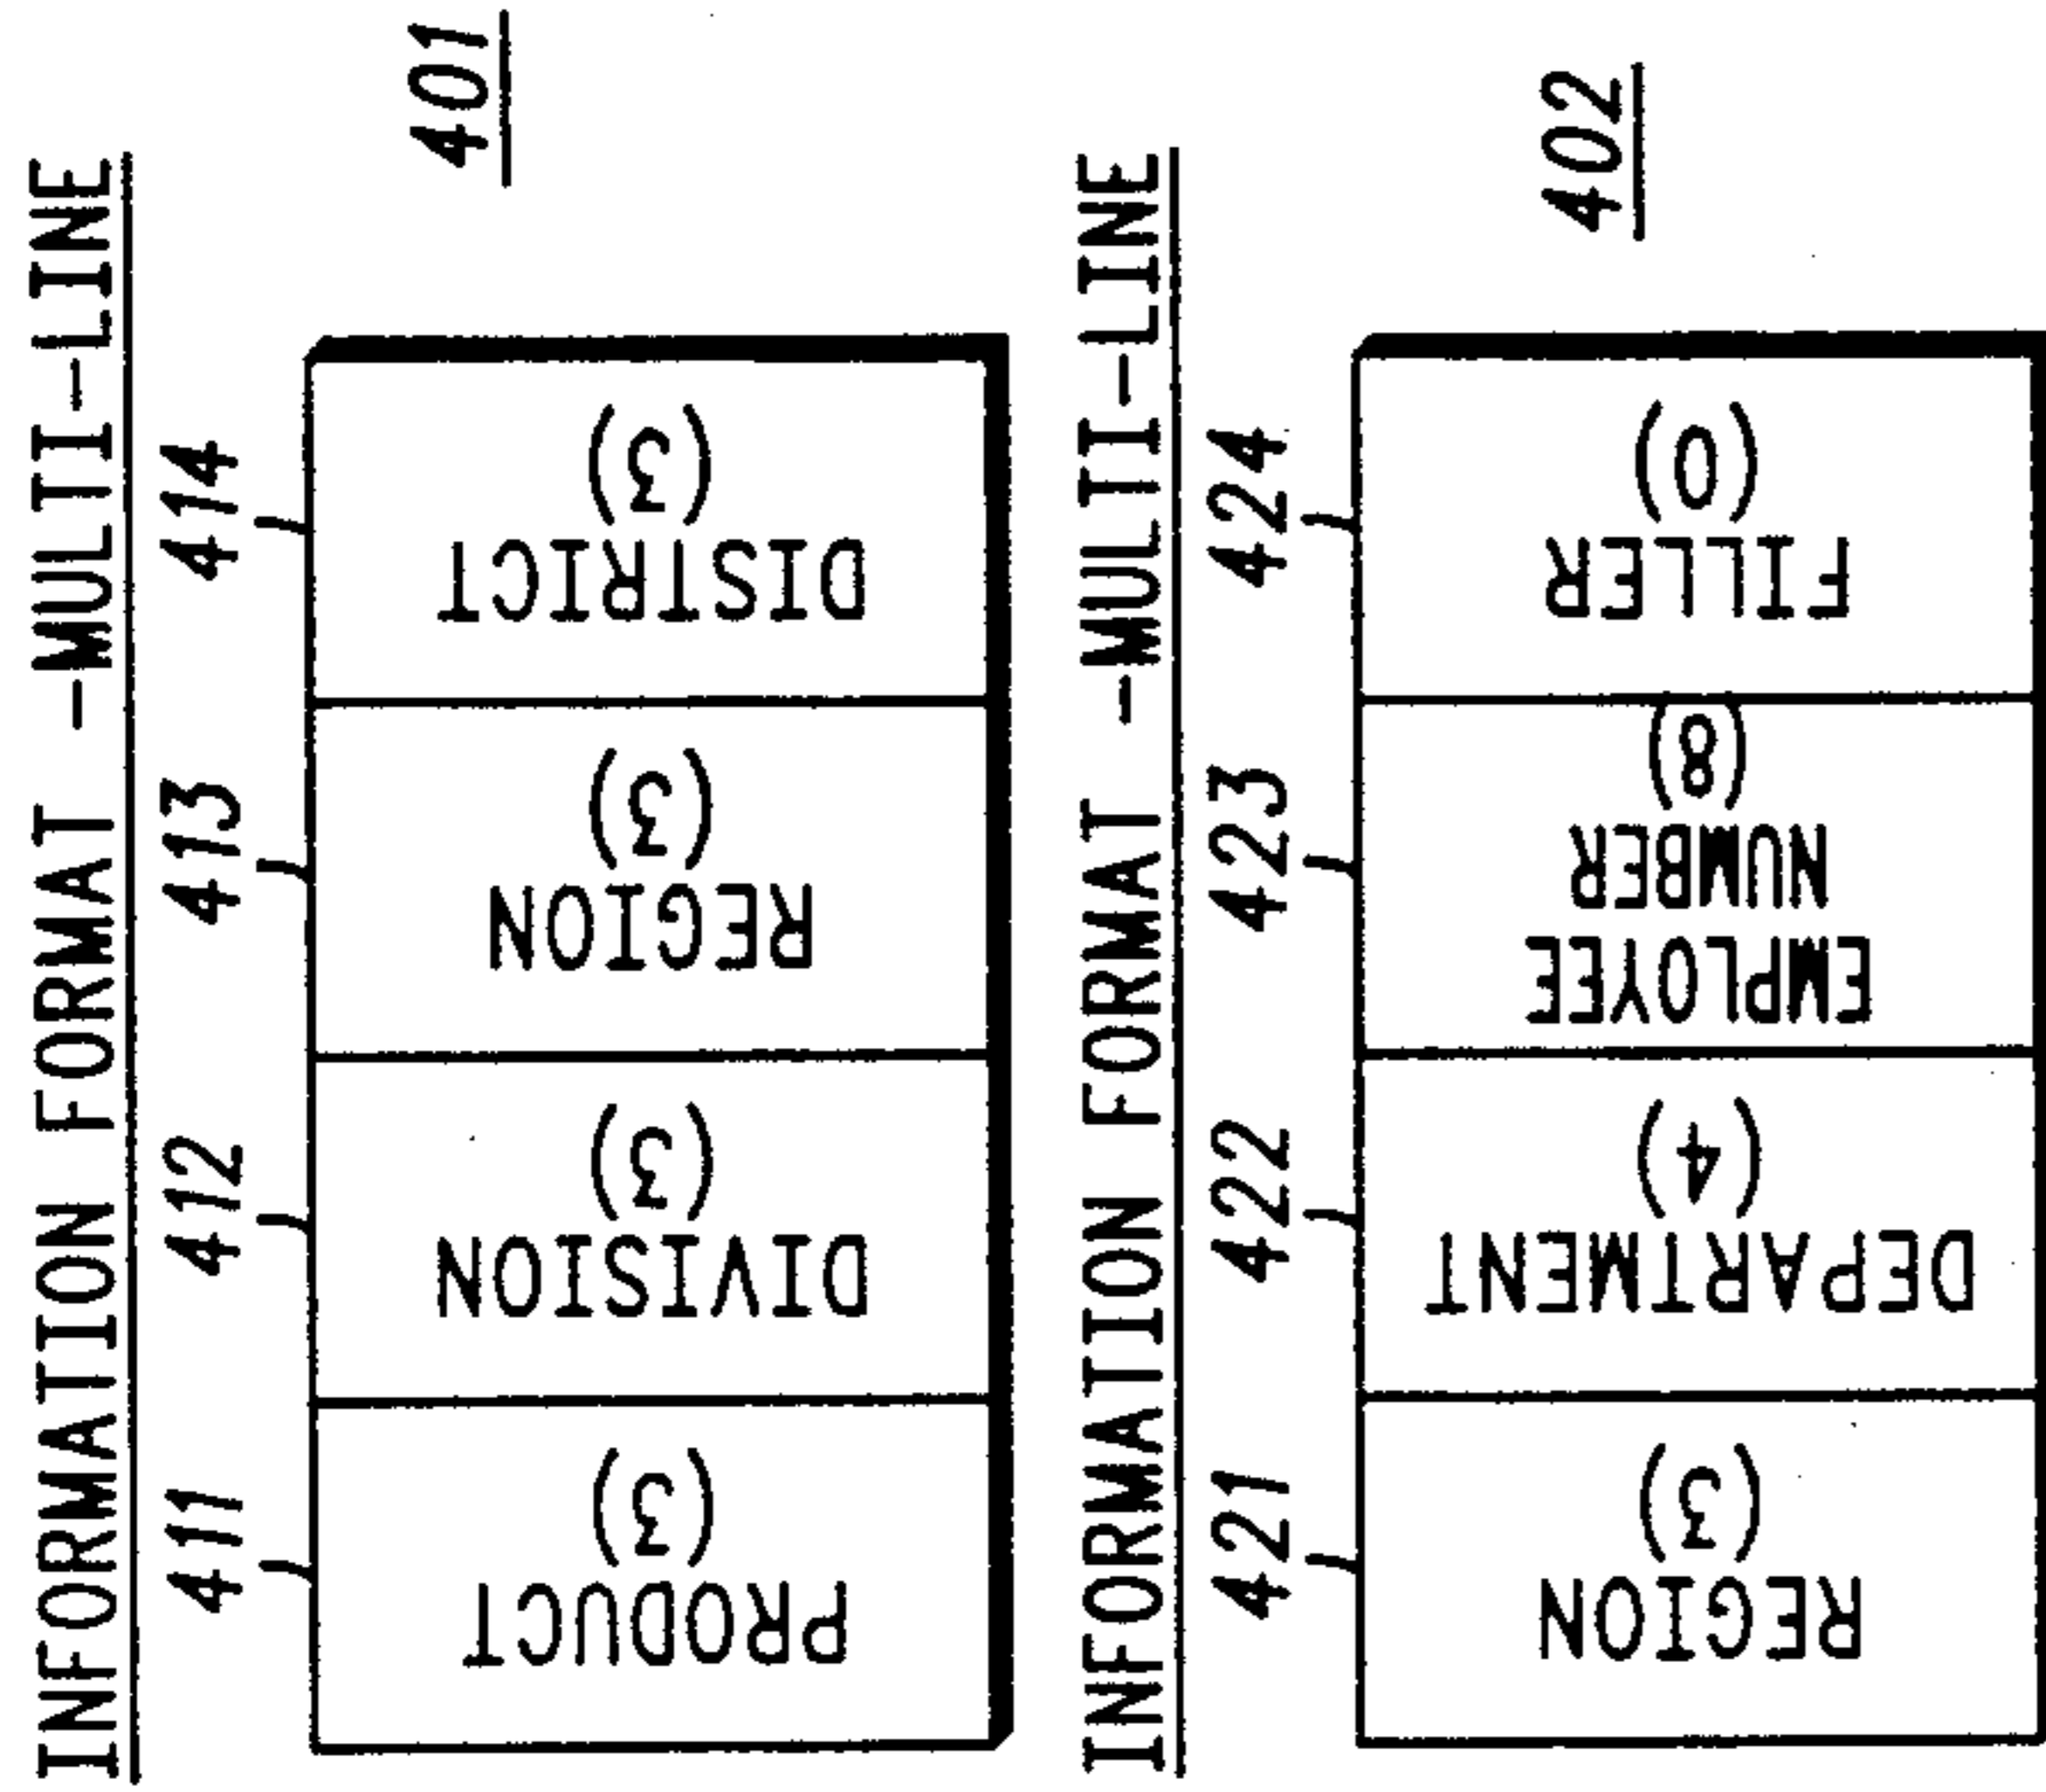 INFORMATION FORMAT -MULTI-LINE
401
411
412
413
414
PRODUCT
(3)
DIVISION
(3)
REGION
(3)
DISTRICT
(3)
INFORMATION FORMAT -MULTI-LINE
402
421
422
423
424
REGION
(3)
DEPARTMENT
(4)
EMPLOYEE
NUMBER
(8)
FILLER
(0)